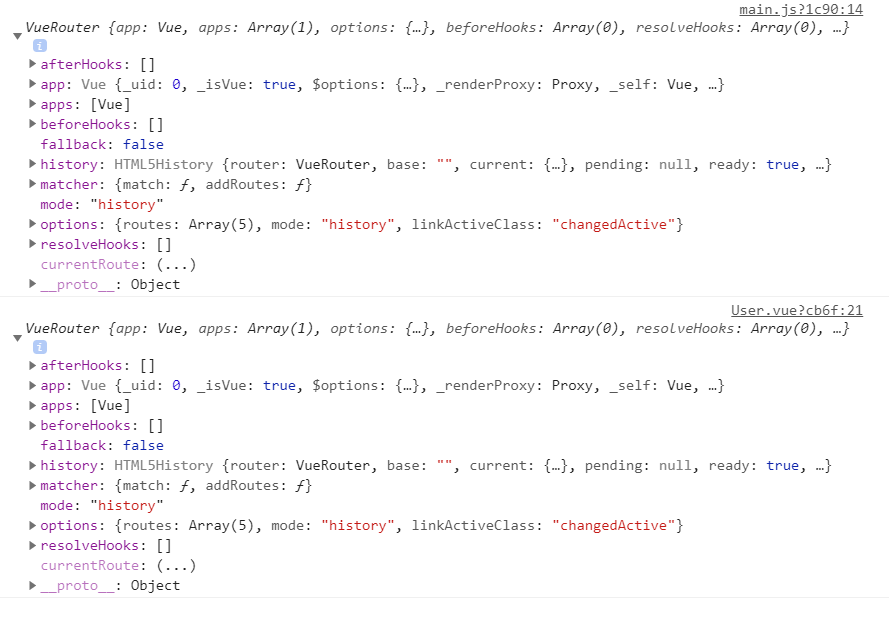 main.js?1c90:14
VueRouter {app: Vue, apps: Array(1), options: {…}, beforeHooks: Array(0), resolveHooks: Array(0), …}
i
afterHooks: []
app: Vue {_uid: 0, _isVue: true, $options: {…}, _renderProxy: Proxy, _self: Vue, …}
apps: [Vue]
beforeHooks: []
fallback: false
history: HTML5History {router: VueRouter, base: "", current: {…}, pending: null, ready: true, …}
matcher: {match: ƒ, addRoutes: ƒ}
mode: "history"
options: {routes: Array(5), mode: "history", linkActiveClass: "changedActive"}
resolveHooks: []
currentRoute: (...)
__proto__: Object
User.vue?cb6f:21
VueRouter {app: Vue, apps: Array(1), options: {…}, beforeHooks: Array(0), resolveHooks: Array(0), …}
i
afterHooks: []
app: Vue {_uid: 0, _isVue: true, $options: {…}, _renderProxy: Proxy, _self: Vue, …}
apps: [Vue]
beforeHooks: []
fallback: false
history: HTML5History {router: VueRouter, base: "", current: {…}, pending: null, ready: true, …}
matcher: {match: ƒ, addRoutes: ƒ}
mode: "history"
options: {routes: Array(5), mode: "history", linkActiveClass: "changedActive"}
resolveHooks: []
currentRoute: (...)
__proto__: Object